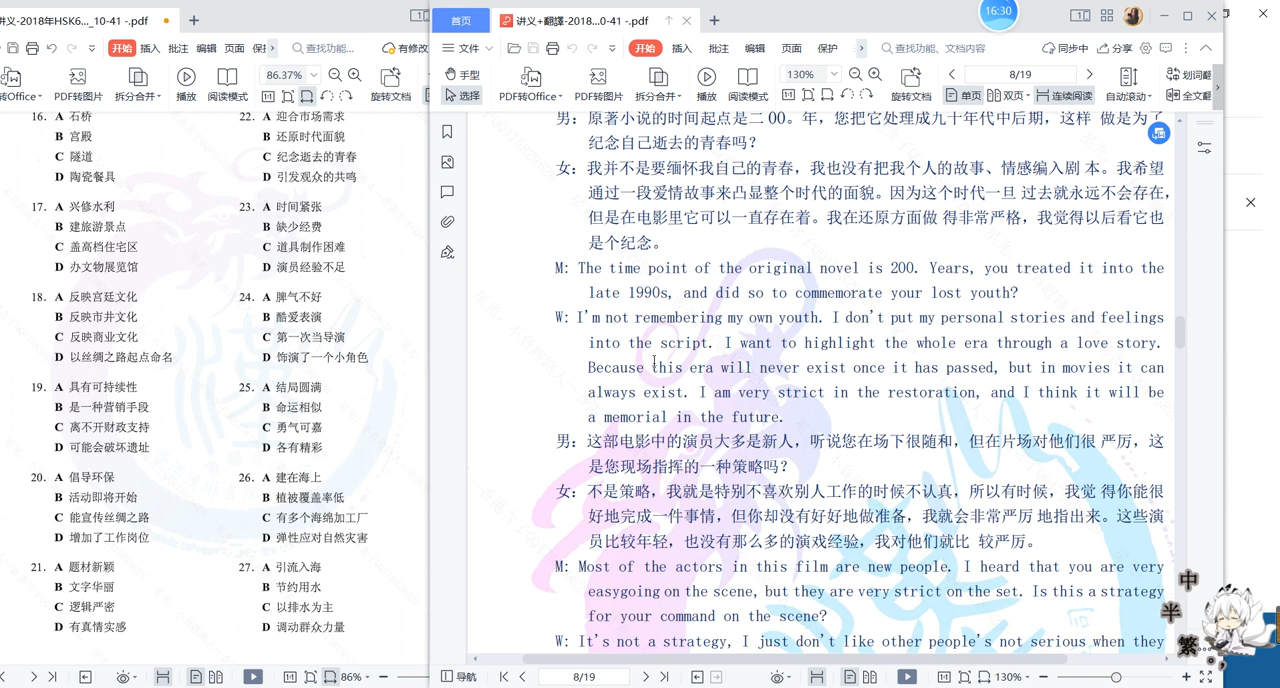 讲义-2018年HSK6..._10-41 -.pdf
首页
讲义+翻譯-2018...0-41 -.pdf
16:30
开始 插入 批注 编辑 页面 保护
查找功能...
有修改
文件
开始 插入 批注 编辑 页面 保护
查找功能、文档内容
同步中
分享
转Office
PDF转图片
拆分合并
播放
阅读模式
86.37%
旋转文档
手型
选择
PDF转Office
PDF转图片
拆分合并
播放
阅读模式
130%
旋转文档
8/19
单页
双页
连续阅读
自动滚动
划词翻
全文翻
16. A 石桥
B 宫殿
C 隧道
D 陶瓷餐具
17. A 兴修水利
B 建旅游景点
C 盖高档住宅区
D 办文物展览馆
18. A 反映宫廷文化
B 反映市井文化
C 反映商业文化
D 以丝绸之路起点命名
19. A 具有可持续性
B 是一种营销手段
C 离不开财政支持
D 可能会破坏遗址
20. A 倡导环保
B 活动即将开始
C 能宣传丝绸之路
D 增加了工作岗位
21. A 题材新颖
B 文字华丽
C 逻辑严密
D 有真情实感
22. A 迎合市场需求
B 还原时代面貌
C 纪念逝去的青春
D 引发观众的共鸣
23. A 时间紧张
B 缺少经费
C 道具制作困难
D 演员经验不足
24. A 脾气不好
B 酷爱表演
C 第一次当导演
D 饰演了一个小角色
25. A 结局圆满
B 命运相似
C 勇气可嘉
D 各有精彩
26. A 建在海上
B 植被覆盖率低
C 有多个海绵加工厂
D 弹性应对自然灾害
27. A 引流入海
B 节约用水
C 以排水为主
D 调动群众力量
男：原著小说的时间起点是二00。年，您把它处理成九十年代中后期，这样 做是为了
纪念自己逝去的青春吗？
女：我并不是要缅怀我自己的青春，我也没有把我个人的故事、情感编入剧 本。我希望
通过一段爱情故事来凸显整个时代的面貌。因为这个时代一旦 过去就永远不会存在，
但是在电影里它可以一直存在着。我在还原方面做 得非常严格，我觉得以后看它也
是个纪念。
M: The time point of the original novel is 200. Years, you treated it into the
late 1990s, and did so to commemorate your lost youth?
W: I'm not remembering my own youth. I don't put my personal stories and feelings
into the script. I want to highlight the whole era through a love story.
Because this era will never exist once it has passed, but in movies it can
always exist. I am very strict in the restoration, and I think it will be
a memorial in the future.
男：这部电影中的演员大多是新人，听说您在场下很随和，但在片场对他们很 严厉，这
是您现场指挥的一种策略吗？
女：不是策略，我就是特别不喜欢别人工作的时候不认真，所以有时候，我觉 得你能很
好地完成一件事情，但你却没有好好地做准备，我就会非常严厉 地指出来。这些演
员比较年轻，也没有那么多的演戏经验，我对他们就比 较严厉。
M: Most of the actors in this film are new people. I heard that you are very
easygoing on the scene, but they are very strict on the set. Is this a strategy
for your command on the scene?
W: It's not a strategy, I just don't like other people's not serious when they
中
半
繁
86%
导航
8/19
130%